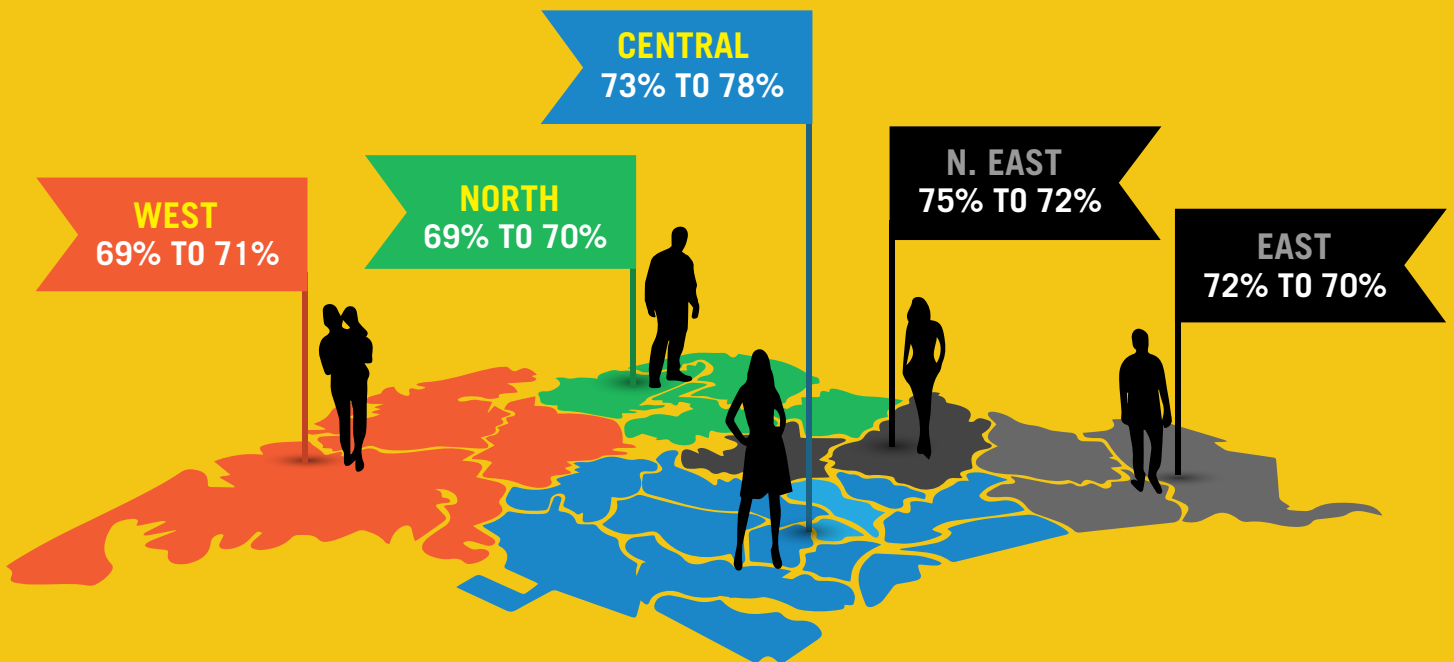 CENTRAL
73% TO 78%
N. EAST
75% TO 72%
NORTH
69% TO 70%
WEST
69% TO 71%
EAST
72% TO 70%